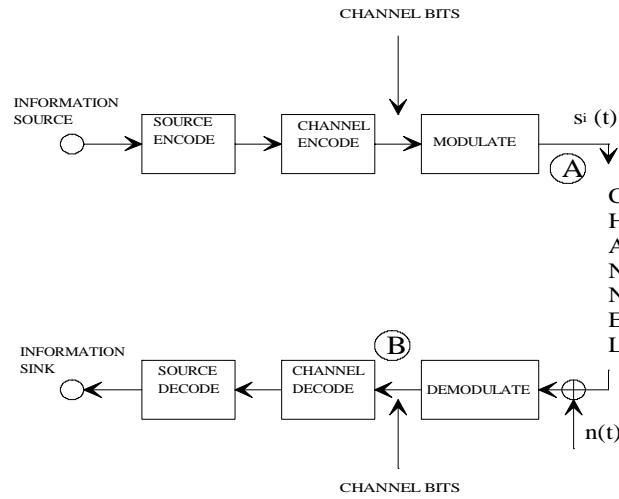 CHANNEL BITS
INFORMATION
SOURCE
SOURCE
ENCODE
CHANNEL
ENCODE
MODULATE
si (t)
A
CHANNEL
INFORMATION
SINK
SOURCE
DECODE
CHANNEL
DECODE
B
DEMODULATE
n(t)
CHANNEL BITS